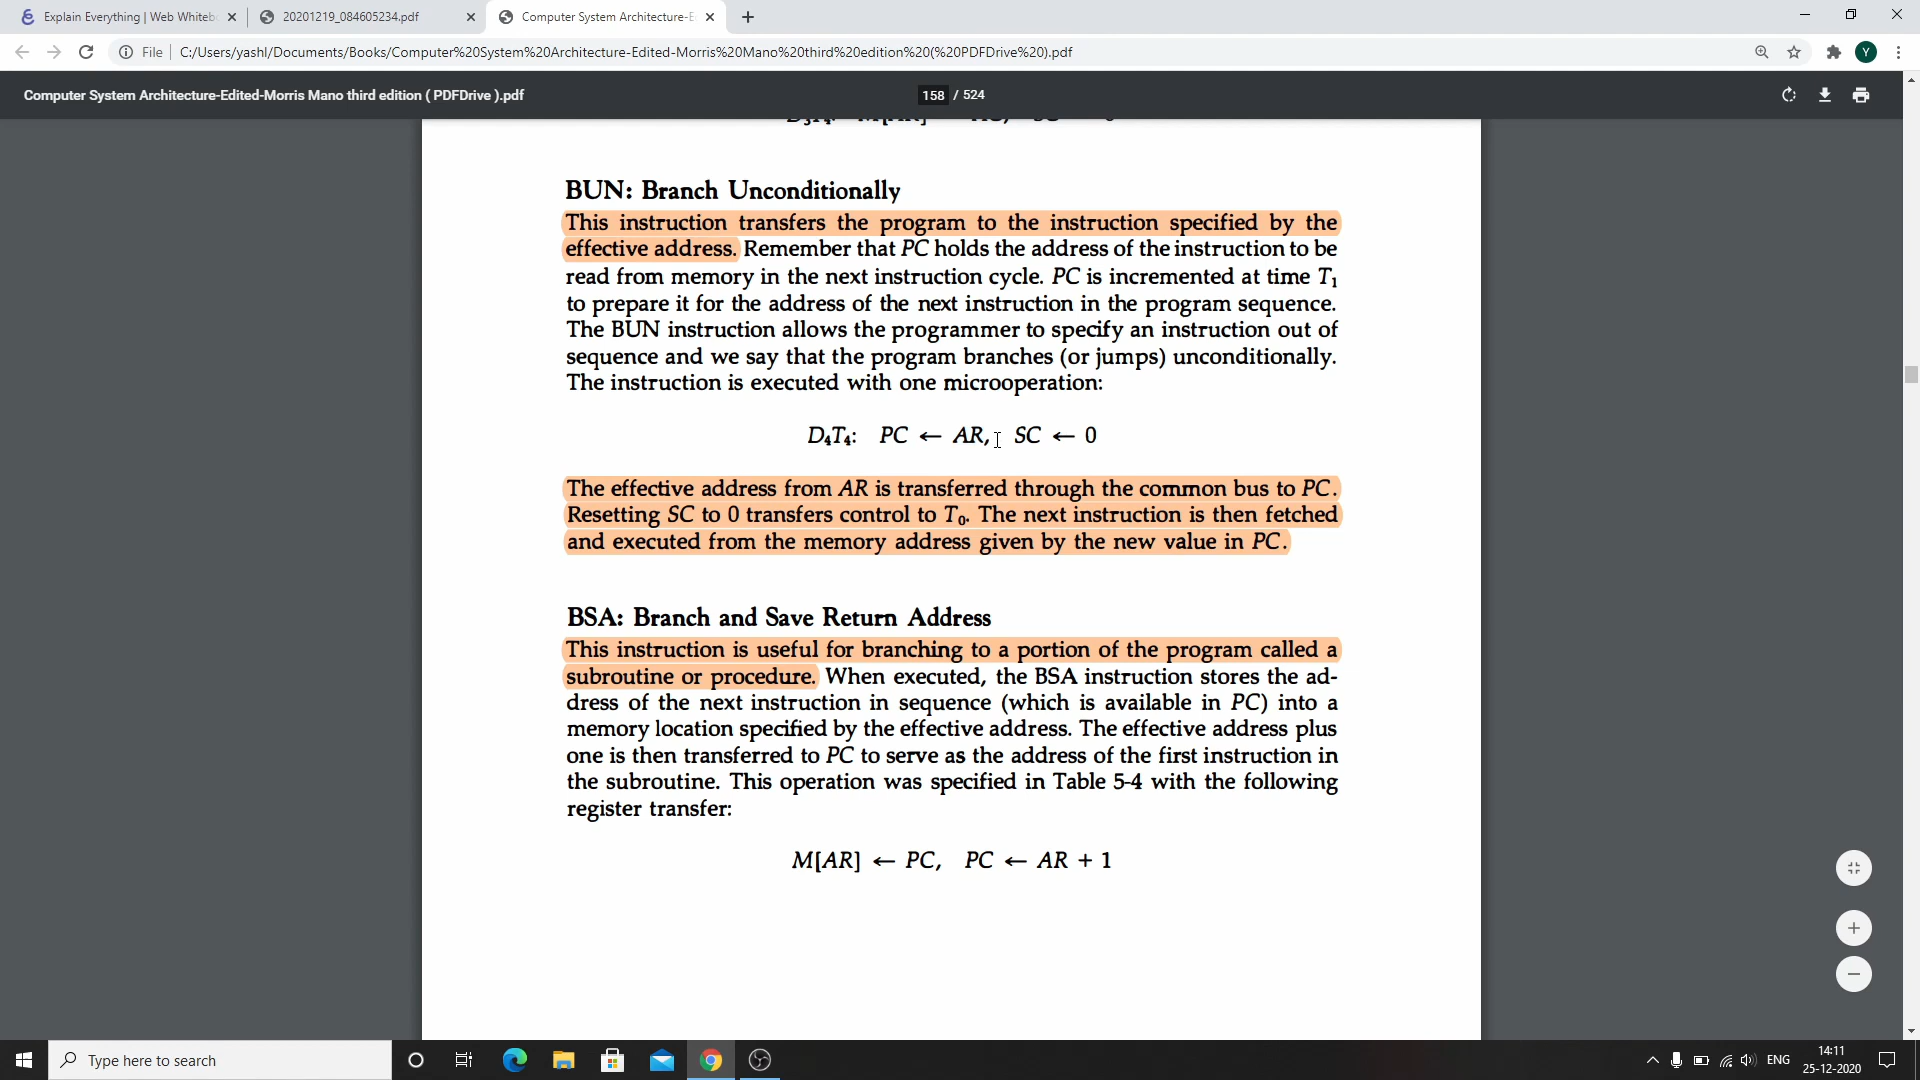 Explain Everything | Web Whiteb
20201219_084605234.pdf
Computer System Architecture-E
File
C:/Users/yashl/Documents/Books/Computer%20System%20Architecture-Edited-Morris%20Mano%20third%20edition%20(%20PDFDrive%20).pdf
Y
Computer System Architecture-Edited-Morris Mano third edition ( PDFDrive ).pdf
158 / 524
BUN: Branch Unconditionally
This instruction transfers the program to the instruction specified by the
effective address. Remember that PC holds the address of the instruction to be
read from memory in the next instruction cycle. PC is incremented at time T₁
to prepare it for the address of the next instruction in the program sequence.
The BUN instruction allows the programmer to specify an instruction out of
sequence and we say that the program branches (or jumps) unconditionally.
The instruction is executed with one microoperation:
D₄T₄: PC ← AR, SC ← 0
The effective address from AR is transferred through the common bus to PC.
Resetting SC to 0 transfers control to T₀. The next instruction is then fetched
and executed from the memory address given by the new value in PC.
BSA: Branch and Save Return Address
This instruction is useful for branching to a portion of the program called a
subroutine or procedure. When executed, the BSA instruction stores the ad-
dress of the next instruction in sequence (which is available in PC) into a
memory location specified by the effective address. The effective address plus
one is then transferred to PC to serve as the address of the first instruction in
the subroutine. This operation was specified in Table 5-4 with the following
register transfer:
M[AR] ← PC, PC ← AR + 1
Type here to search
ENG
14:11
25-12-2020